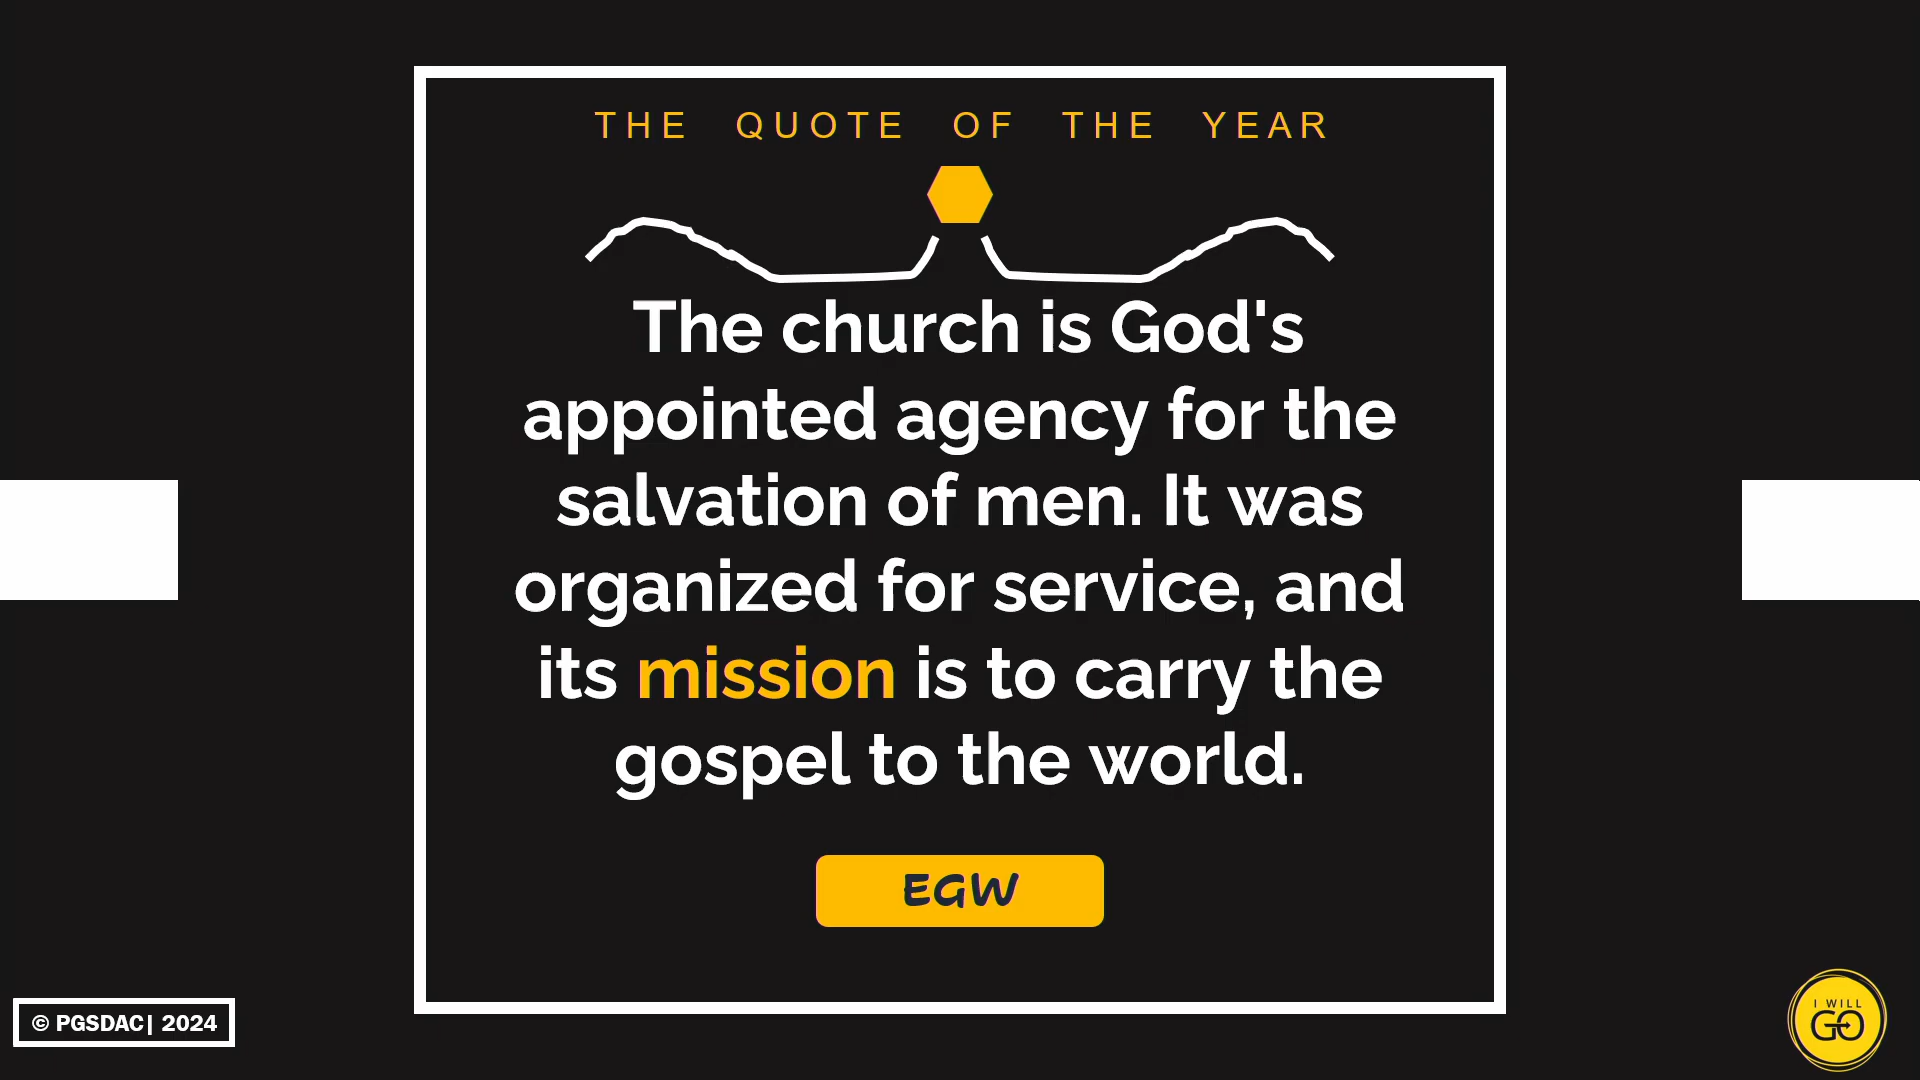 THE QUOTE OF THE YEAR
The church is God's
appointed agency for the
salvation of men. It was
organized for service, and
its mission is to carry the
gospel to the world.
EGW
© PGSDAC| 2024
I WILL
GO